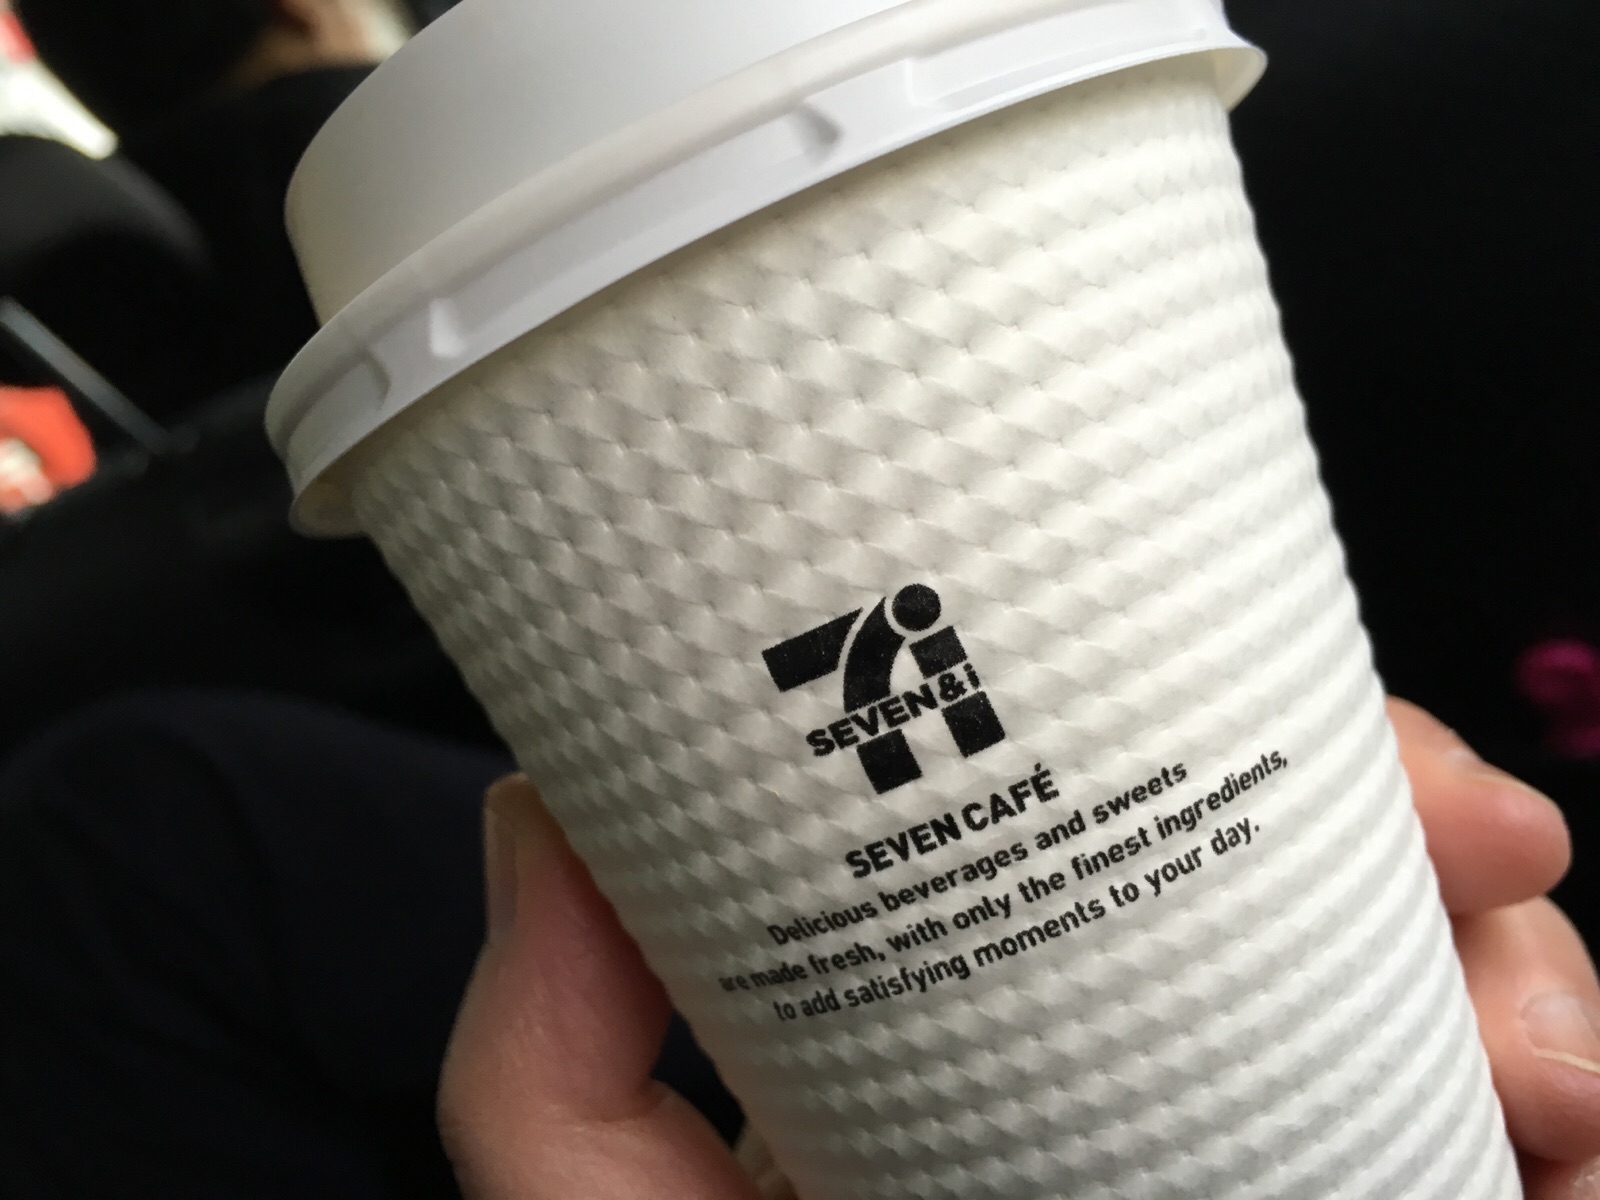 SEVEN & i
SEVEN CAFÉ
Delicious beverages and sweets
are made fresh, with only the finest ingredients,
to add satisfying moments to your day.